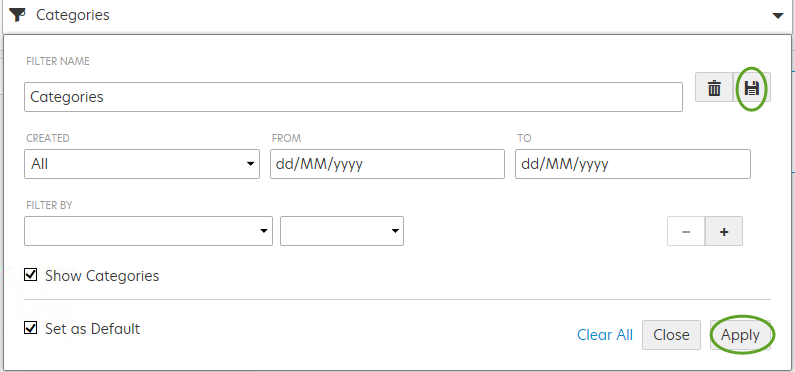 Categories
FILTER NAME
Categories
CREATED FROM TO
All dd/MM/yyyy dd/MM/yyyy
FILTER BY
− +
Show Categories
Set as Default
Clear All Close Apply